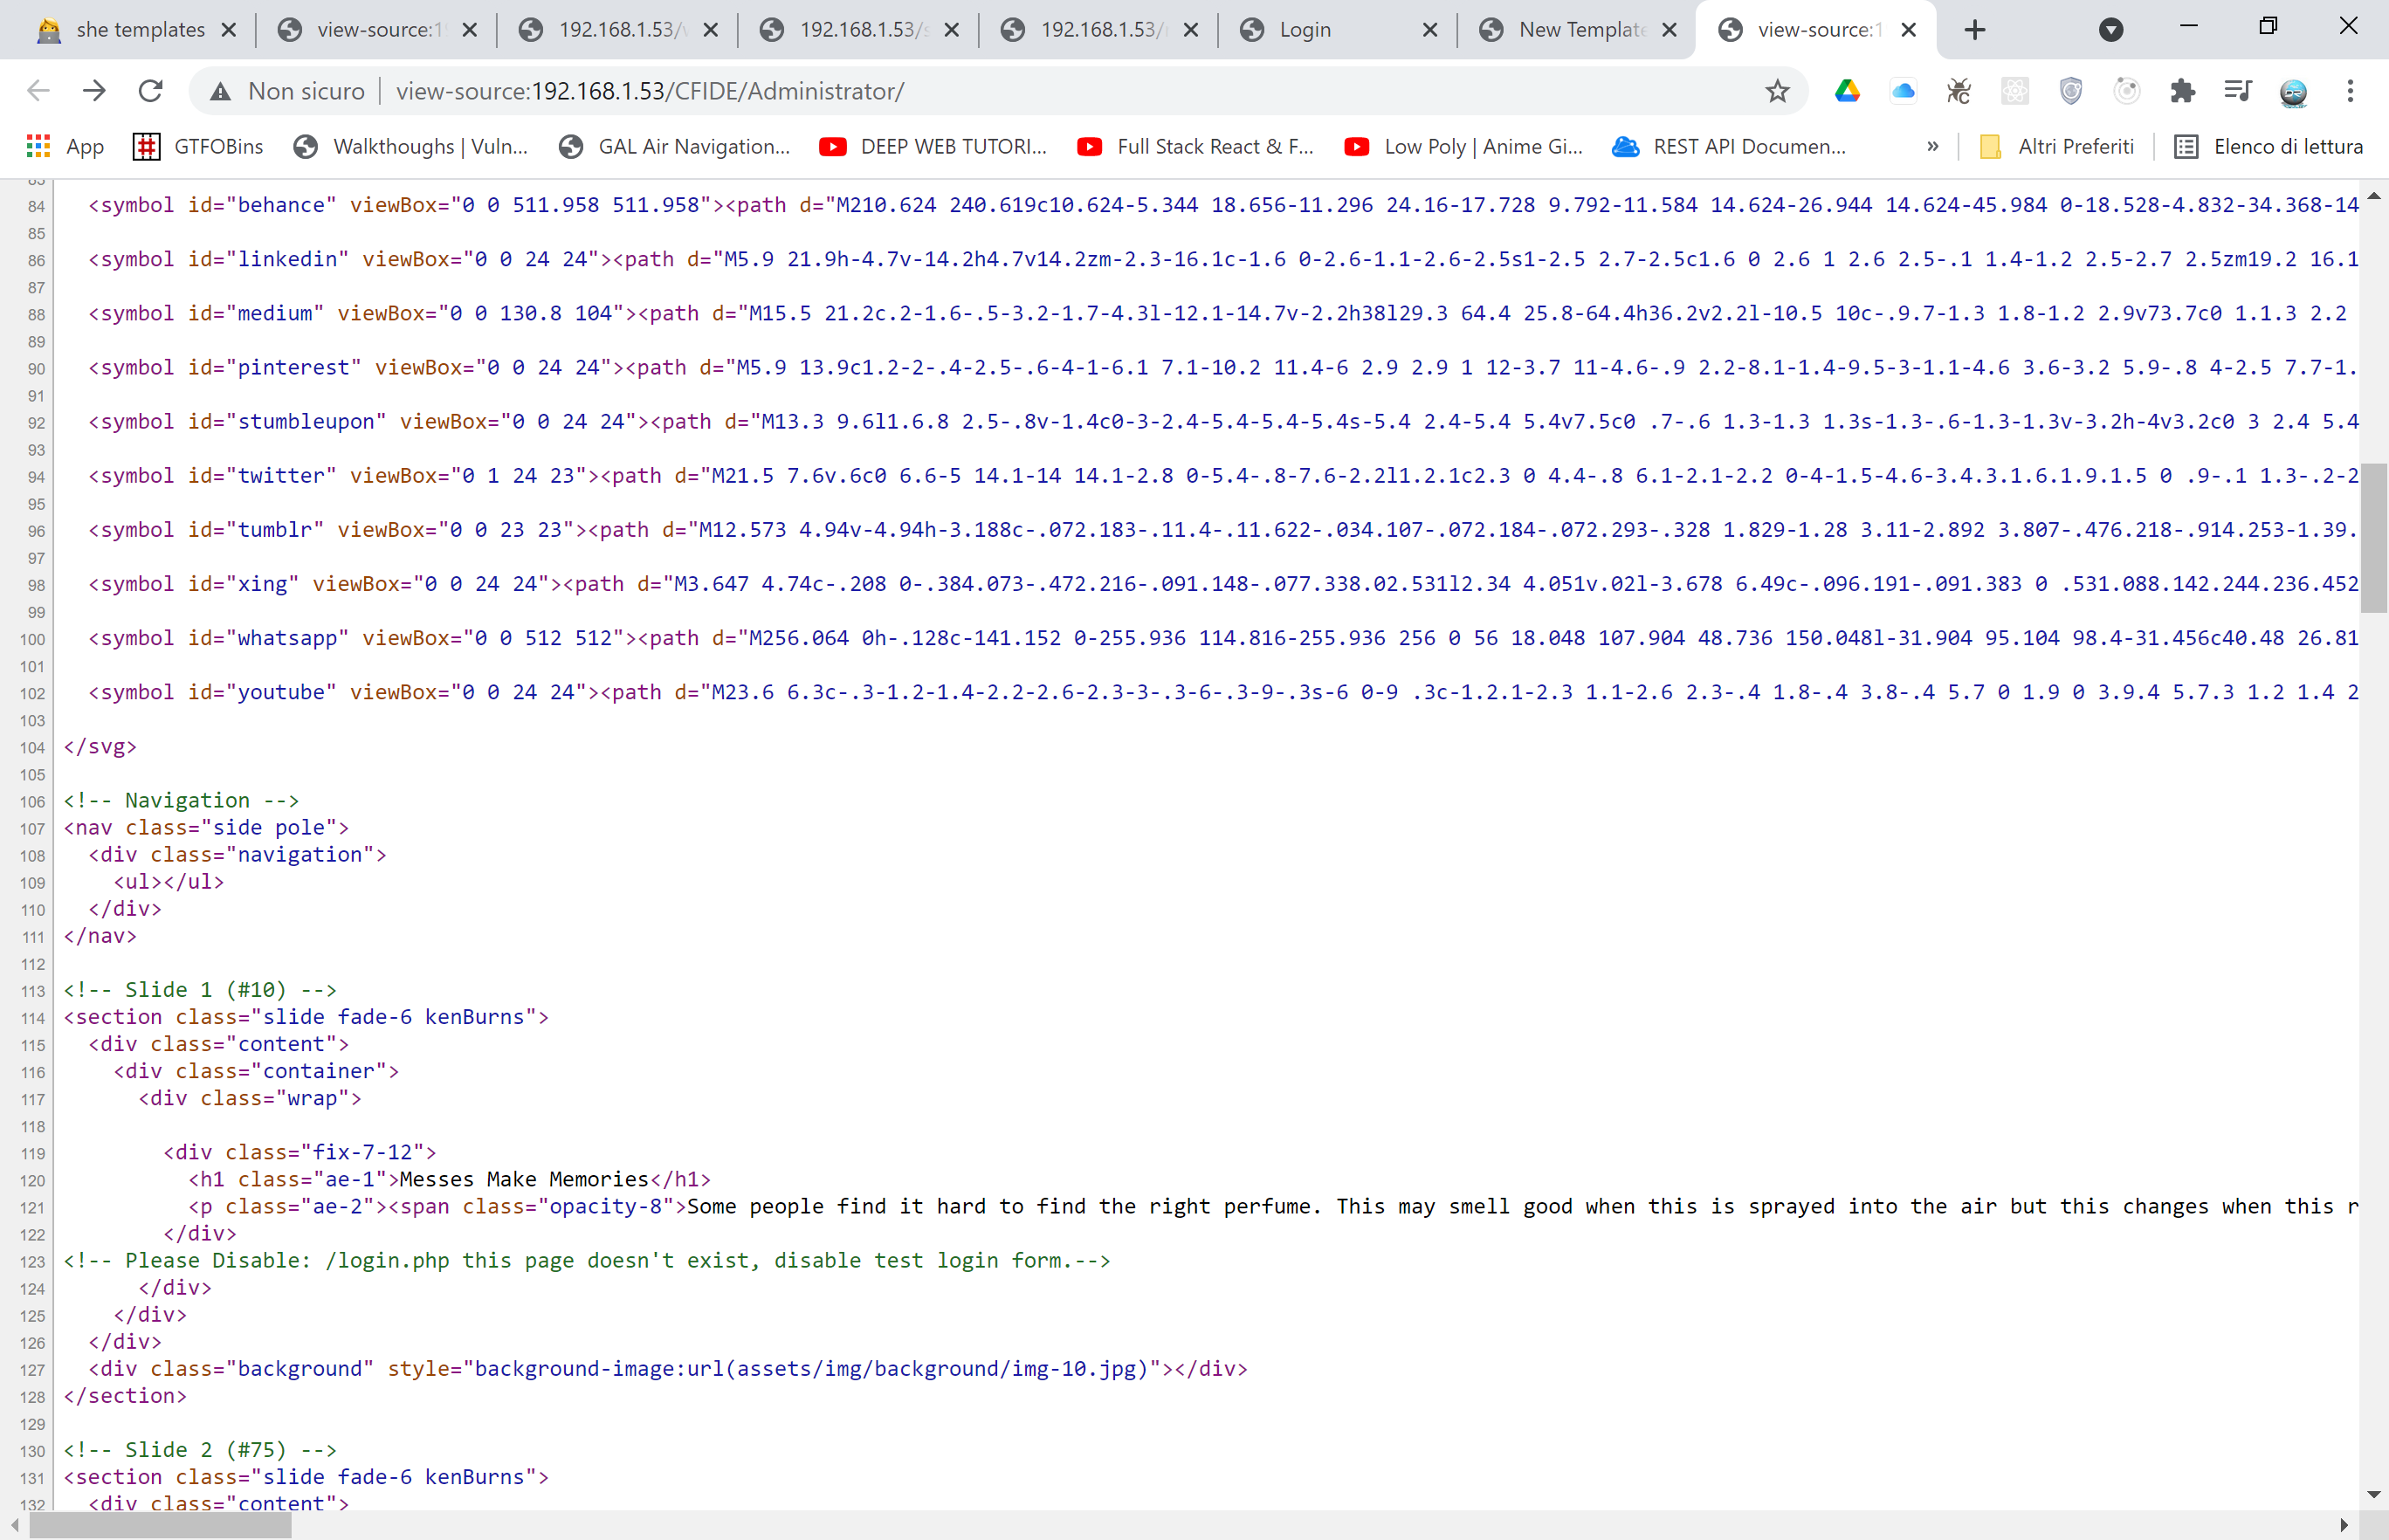 she templates
view-source:1
192.168.1.53/
192.168.1.53/
192.168.1.53/
Login
New Template
view-source:1
Non sicuro
view-source:192.168.1.53/CFIDE/Administrator/
App
GTFOBins
Walkthoughs | Vuln...
GAL Air Navigation...
DEEP WEB TUTORI...
Full Stack React & F...
Low Poly | Anime Gi...
REST API Documen...
»
Altri Preferiti
Elenco di lettura
83
84 <symbol id="behance" viewBox="0 0 511.958 511.958"><path d="M210.624 240.619c10.624-5.344 18.656-11.296 24.16-17.728 9.792-11.584 14.624-26.944 14.624-45.984 0-18.528-4.832-34.368-14
85
86 <symbol id="linkedin" viewBox="0 0 24 24"><path d="M5.9 21.9h-4.7v-14.2h4.7v14.2zm-2.3-16.1c-1.6 0-2.6-1.1-2.6-2.5s1-2.5 2.7-2.5c1.6 0 2.6 1 2.6 2.5-.1 1.4-1.2 2.5-2.7 2.5zm19.2 16.1
87
88 <symbol id="medium" viewBox="0 0 130.8 104"><path d="M15.5 21.2c.2-1.6-.5-3.2-1.7-4.3l-12.1-14.7v-2.2h38l29.3 64.4 25.8-64.4h36.2v2.2l-10.5 10c-.9.7-1.3 1.8-1.2 2.9v73.7c0 1.1.3 2.2
89
90 <symbol id="pinterest" viewBox="0 0 24 24"><path d="M5.9 13.9c1.2-2-.4-2.5-.6-4-1-6.1 7.1-10.2 11.4-6 2.9 2.9 1 12-3.7 11-4.6-.9 2.2-8.1-1.4-9.5-3-1.1-4.6 3.6-3.2 5.9-.8 4-2.5 7.7-1.
91
92 <symbol id="stumbleupon" viewBox="0 0 24 24"><path d="M13.3 9.6l1.6.8 2.5-.8v-1.4c0-3-2.4-5.4-5.4-5.4s-5.4 2.4-5.4 5.4v7.5c0 .7-.6 1.3-1.3 1.3s-1.3-.6-1.3-1.3v-3.2h-4v3.2c0 3 2.4 5.4
93
94 <symbol id="twitter" viewBox="0 1 24 23"><path d="M21.5 7.6v.6c0 6.6-5 14.1-14 14.1-2.8 0-5.4-.8-7.6-2.2l1.2.1c2.3 0 4.4-.8 6.1-2.1-2.2 0-4-1.5-4.6-3.4.3.1.6.1.9.1.5 0 .9-.1 1.3-.2-2
95
96 <symbol id="tumblr" viewBox="0 0 23 23"><path d="M12.573 4.94v-4.94h-3.188c-.072.183-.11.4-.11.622-.034.107-.072.184-.072.293-.328 1.829-1.28 3.11-2.892 3.807-.476.218-.914.253-1.39.
97
98 <symbol id="xing" viewBox="0 0 24 24"><path d="M3.647 4.74c-.208 0-.384.073-.472.216-.091.148-.077.338.02.531l2.34 4.051v.02l-3.678 6.49c-.096.191-.091.383 0 .531.088.142.244.236.452
99
100 <symbol id="whatsapp" viewBox="0 0 512 512"><path d="M256.064 0h-.128c-141.152 0-255.936 114.816-255.936 256 0 56 18.048 107.904 48.736 150.048l-31.904 95.104 98.4-31.456c40.48 26.81
101
102 <symbol id="youtube" viewBox="0 0 24 24"><path d="M23.6 6.3c-.3-1.2-1.4-2.2-2.6-2.3-3-.3-6-.3-9-.3s-6 0-9 .3c-1.2.1-2.3 1.1-2.6 2.3-.4 1.8-.4 3.8-.4 5.7 0 1.9 0 3.9.4 5.7.3 1.2 1.4 2
103
104 </svg>
105
106 <!-- Navigation -->
107 <nav class="side pole">
108 <div class="navigation">
109 <ul></ul>
110 </div>
111 </nav>
112
113 <!-- Slide 1 (#10) -->
114 <section class="slide fade-6 kenBurns">
115 <div class="content">
116 <div class="container">
117 <div class="wrap">
118
119 <div class="fix-7-12">
120 <h1 class="ae-1">Messes Make Memories</h1>
121 <p class="ae-2"><span class="opacity-8">Some people find it hard to find the right perfume. This may smell good when this is sprayed into the air but this changes when this r
122 </div>
123 <!-- Please Disable: /login.php this page doesn't exist, disable test login form.-->
124 </div>
125 </div>
126 </div>
127 <div class="background" style="background-image:url(assets/img/background/img-10.jpg)"></div>
128 </section>
129
130 <!-- Slide 2 (#75) -->
131 <section class="slide fade-6 kenBurns">
132 <div class="content">